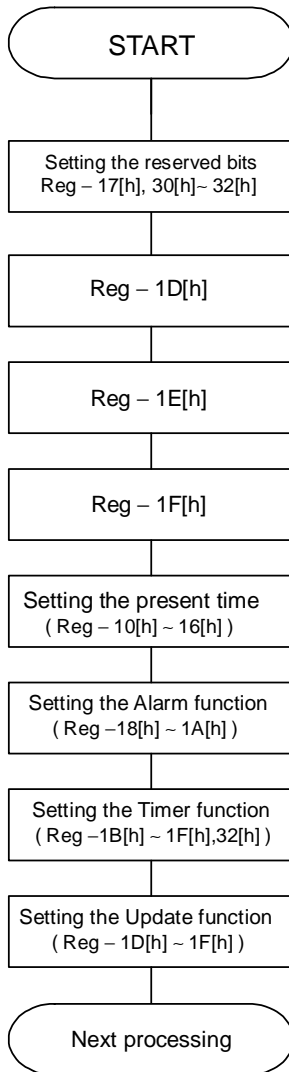 START
Setting the reserved bits
Reg – 17[h], 30[h]~ 32[h]
Reg – 1D[h]
Reg – 1E[h]
Reg – 1F[h]
Setting the present time
( Reg – 10[h] ~ 16[h] )
Setting the Alarm function
( Reg –18[h] ~ 1A[h] )
Setting the Timer function
( Reg –1B[h] ~ 1F[h],32[h] )
Setting the Update function
( Reg – 1D[h] ~ 1F[h] )
Next processing